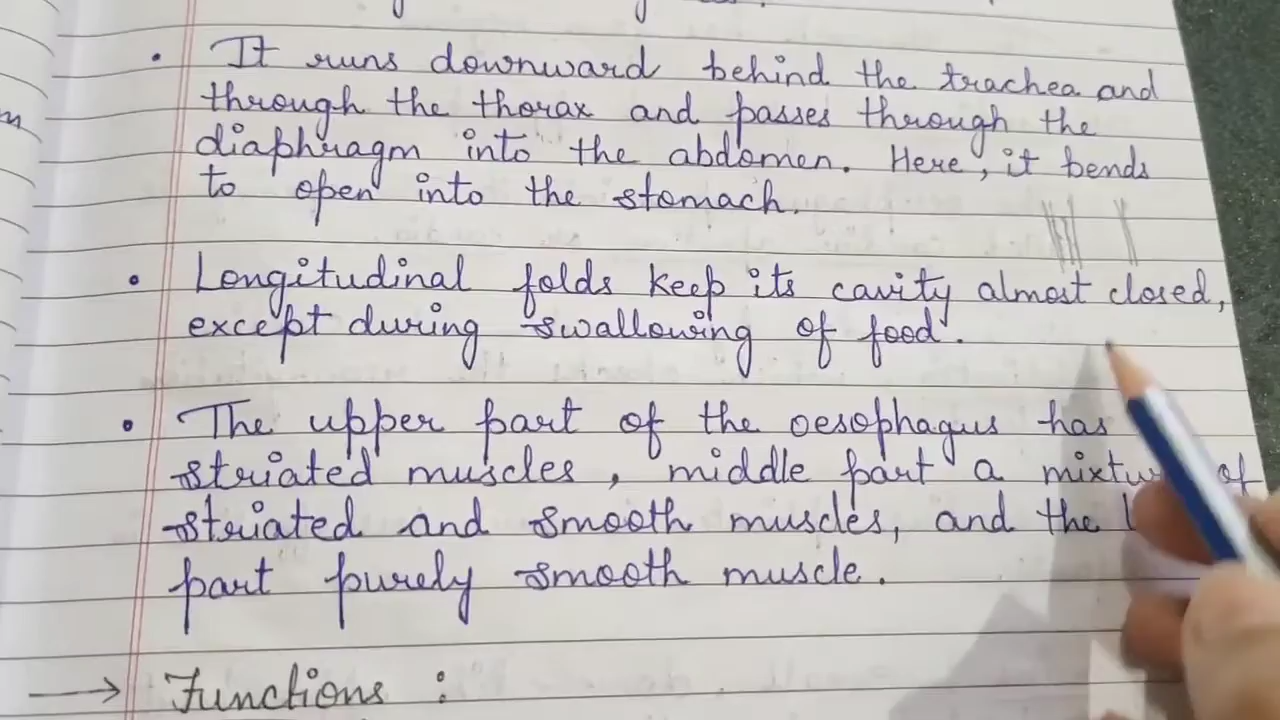 • It runs downward behind the trachea and
through the thorax and passes through the
diaphragm into the abdomen. Here, it bends
to open into the stomach.
• Longitudinal folds keep its cavity almost closed,
except during swallowing of food.
• The upper part of the oesophagus has
striated muscles, middle part a of
striated and smooth muscles, and the
part purely smooth muscle.
→ Functions :